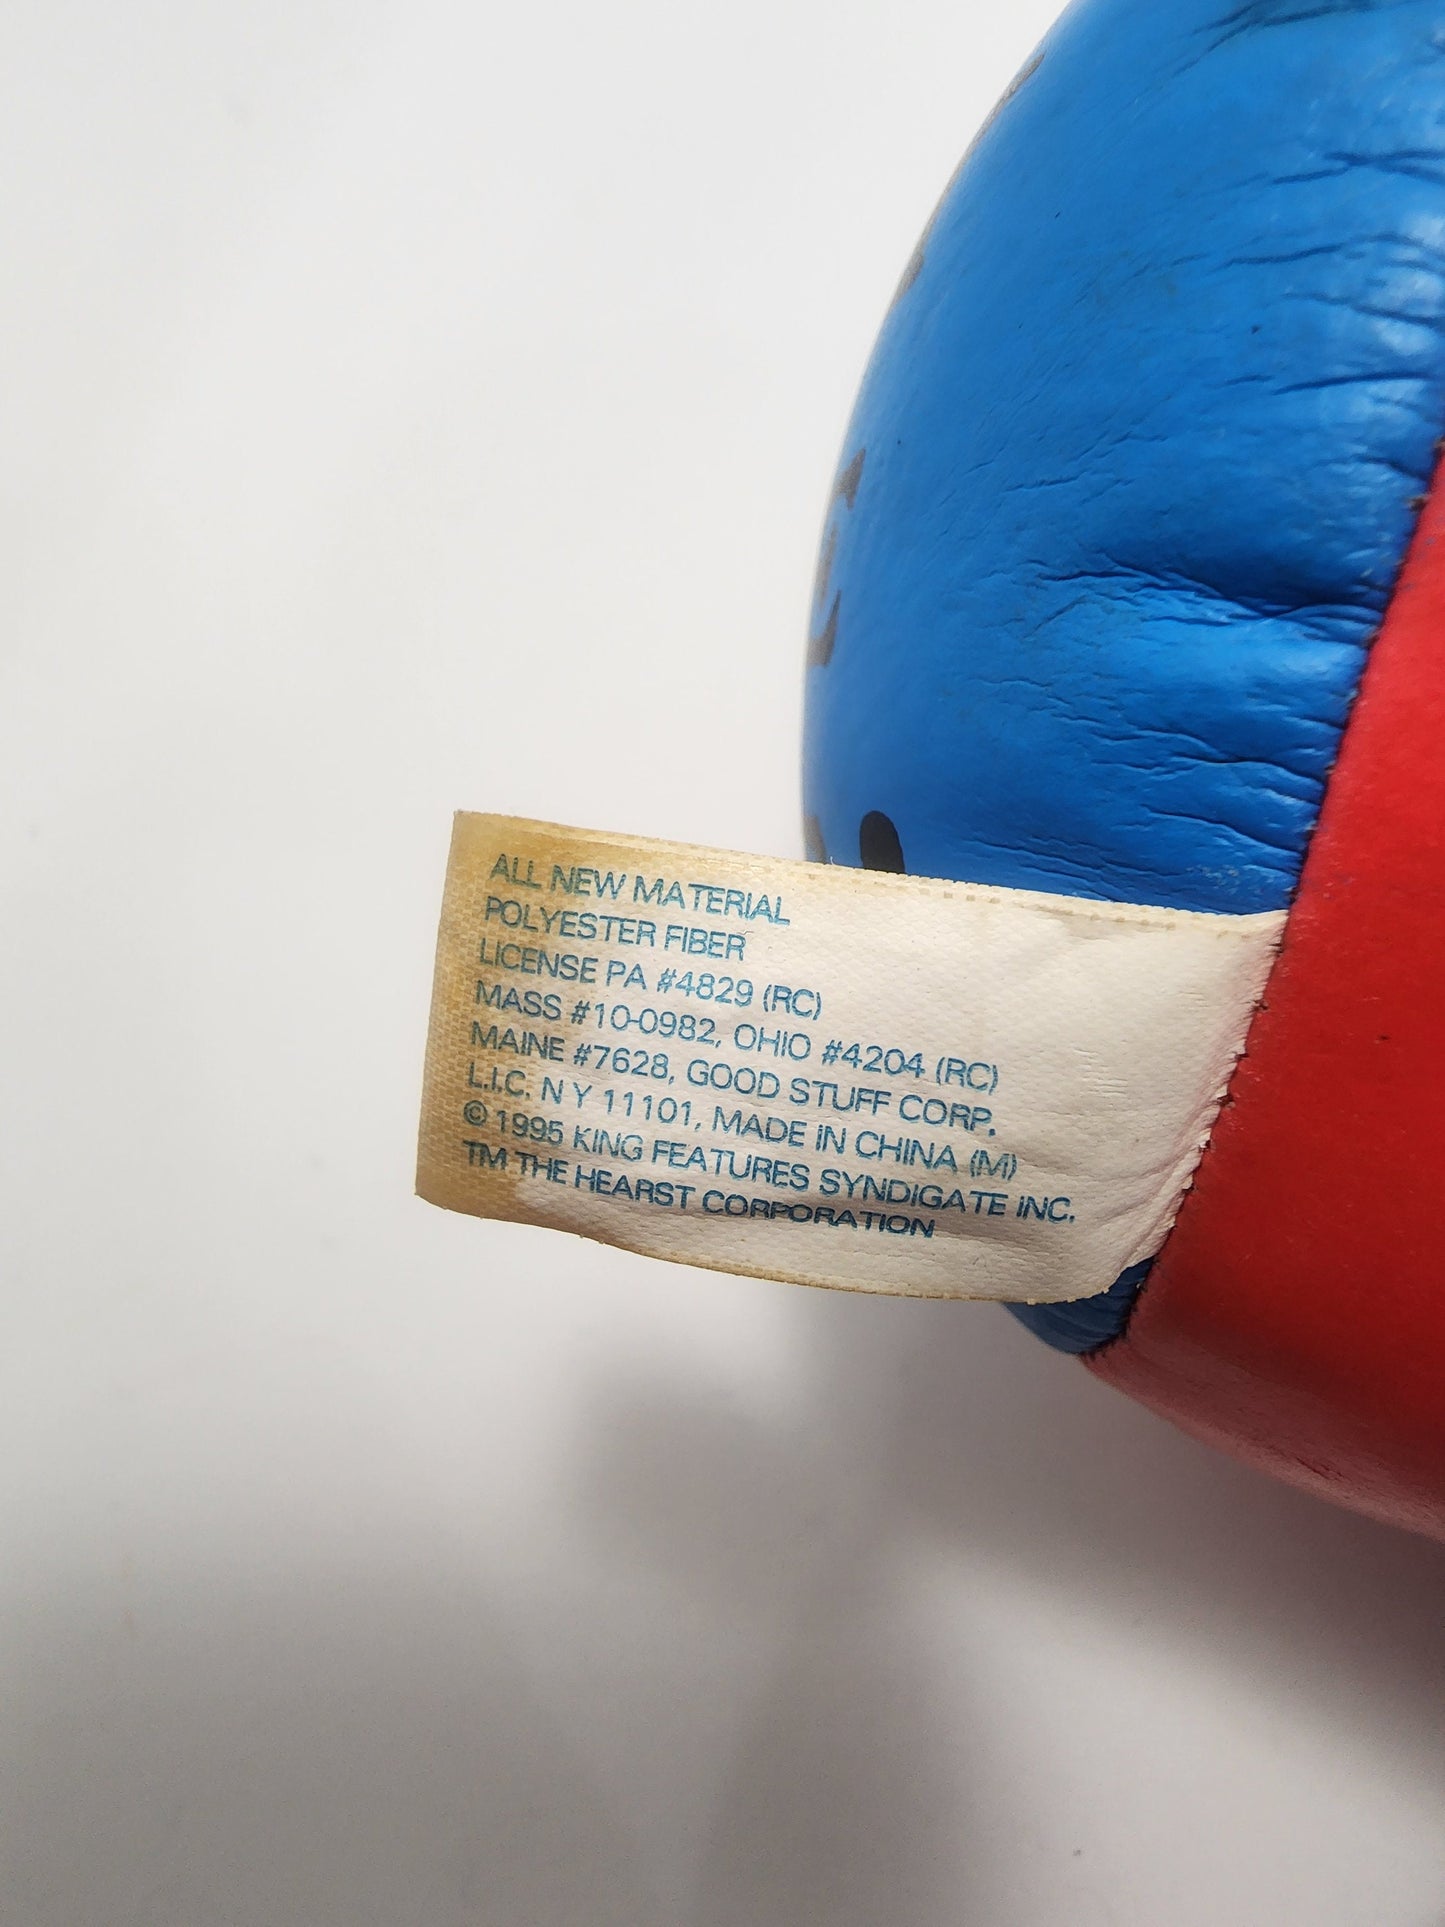 ALL NEW MATERIAL
POLYESTER FIBER
LICENSE PA #4829 (RC)
MASS #10-0982, OHIO #4204 (RC)
MAINE #7628, GOOD STUFF CORP.
L.I.C. N Y 11101, MADE IN CHINA (M)
© 1995 KING FEATURES SYNDIGATE INC.
TM THE HEARST CORPORATION